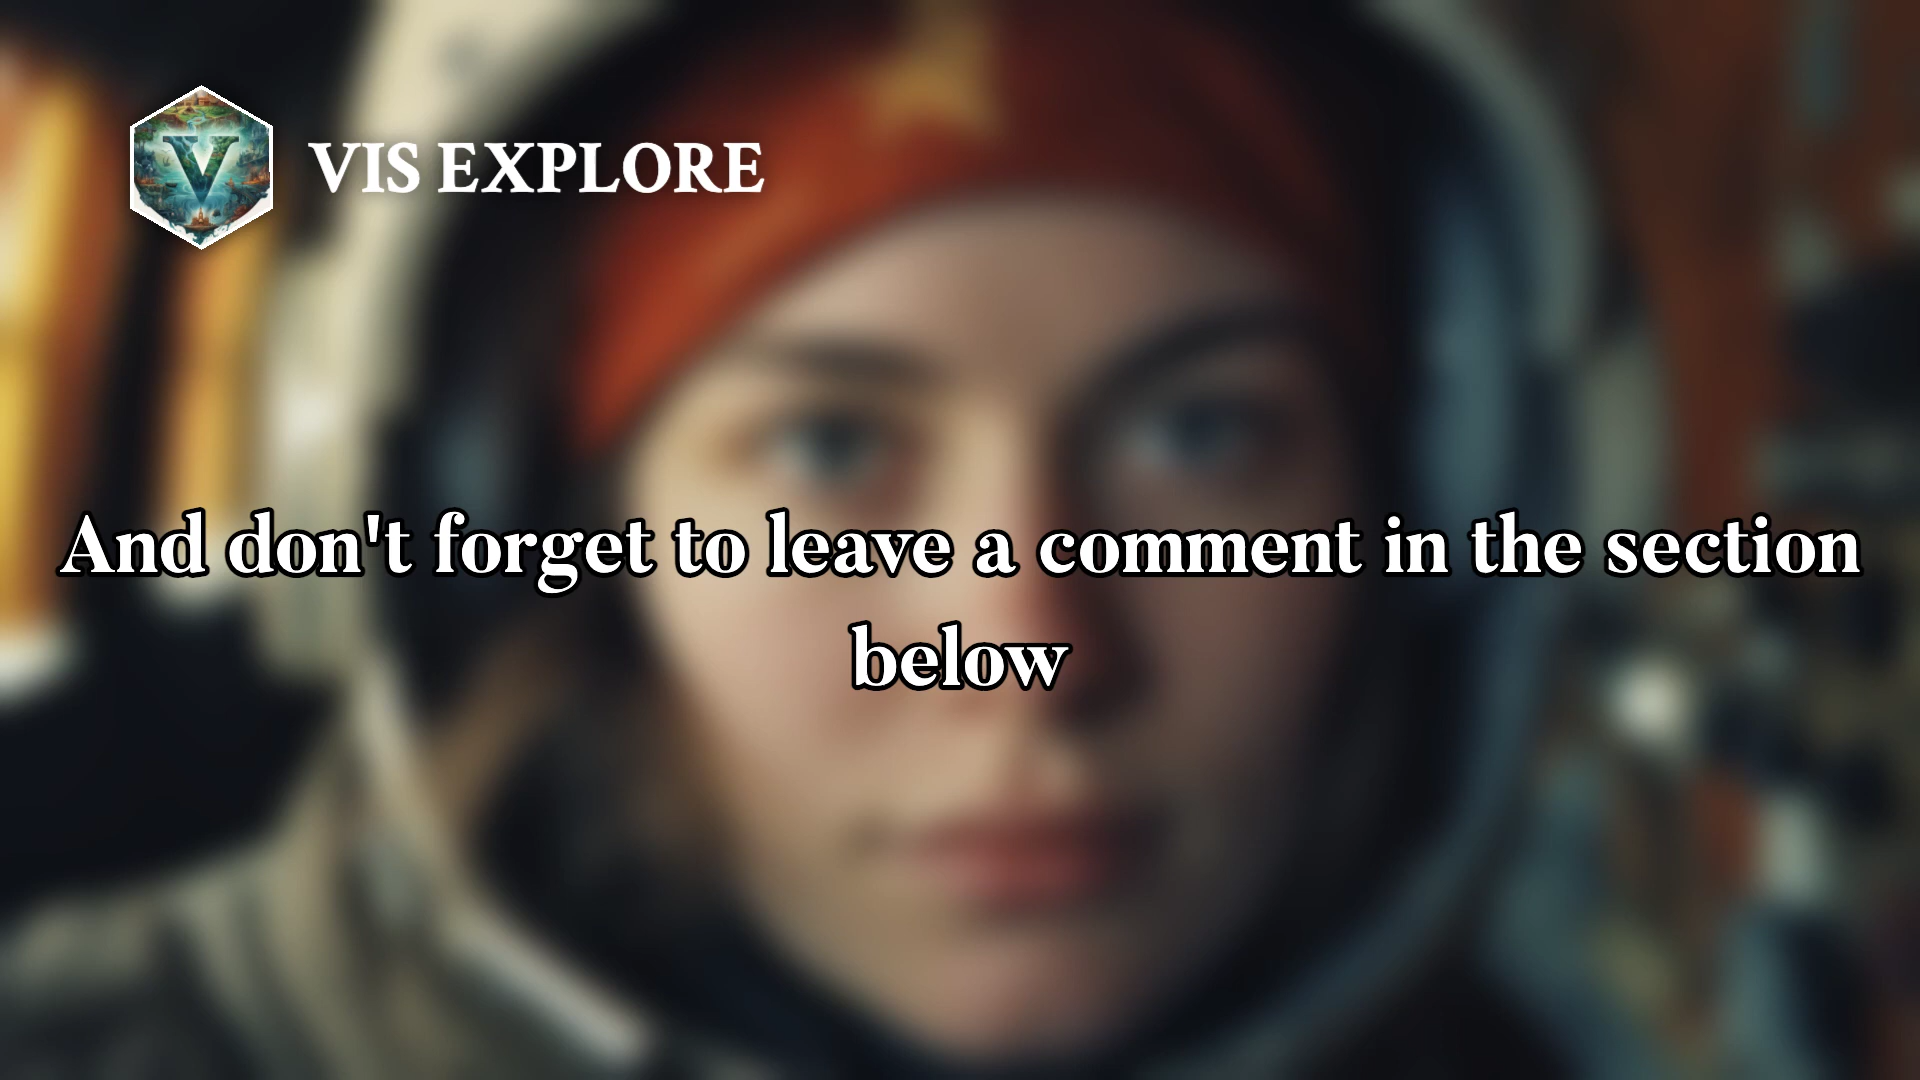 V
VIS EXPLORE
And don't forget to leave a comment in the section
below